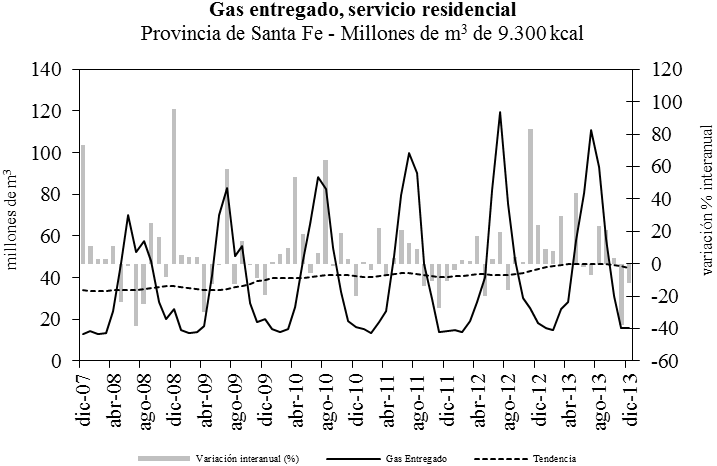 Gas entregado, servicio residencial
Provincia de Santa Fe - Millones de m³ de 9.300 kcal
140
120
100
80
60
40
20
0
millones de m³
120
100
80
60
40
20
0
-20
-40
-60
variación % interanual
dic-07
abr-08
ago-08
dic-08
abr-09
ago-09
dic-09
abr-10
ago-10
dic-10
abr-11
ago-11
dic-11
abr-12
ago-12
dic-12
abr-13
ago-13
dic-13
Variación interanual (%)
Gas Entregado
Tendencia